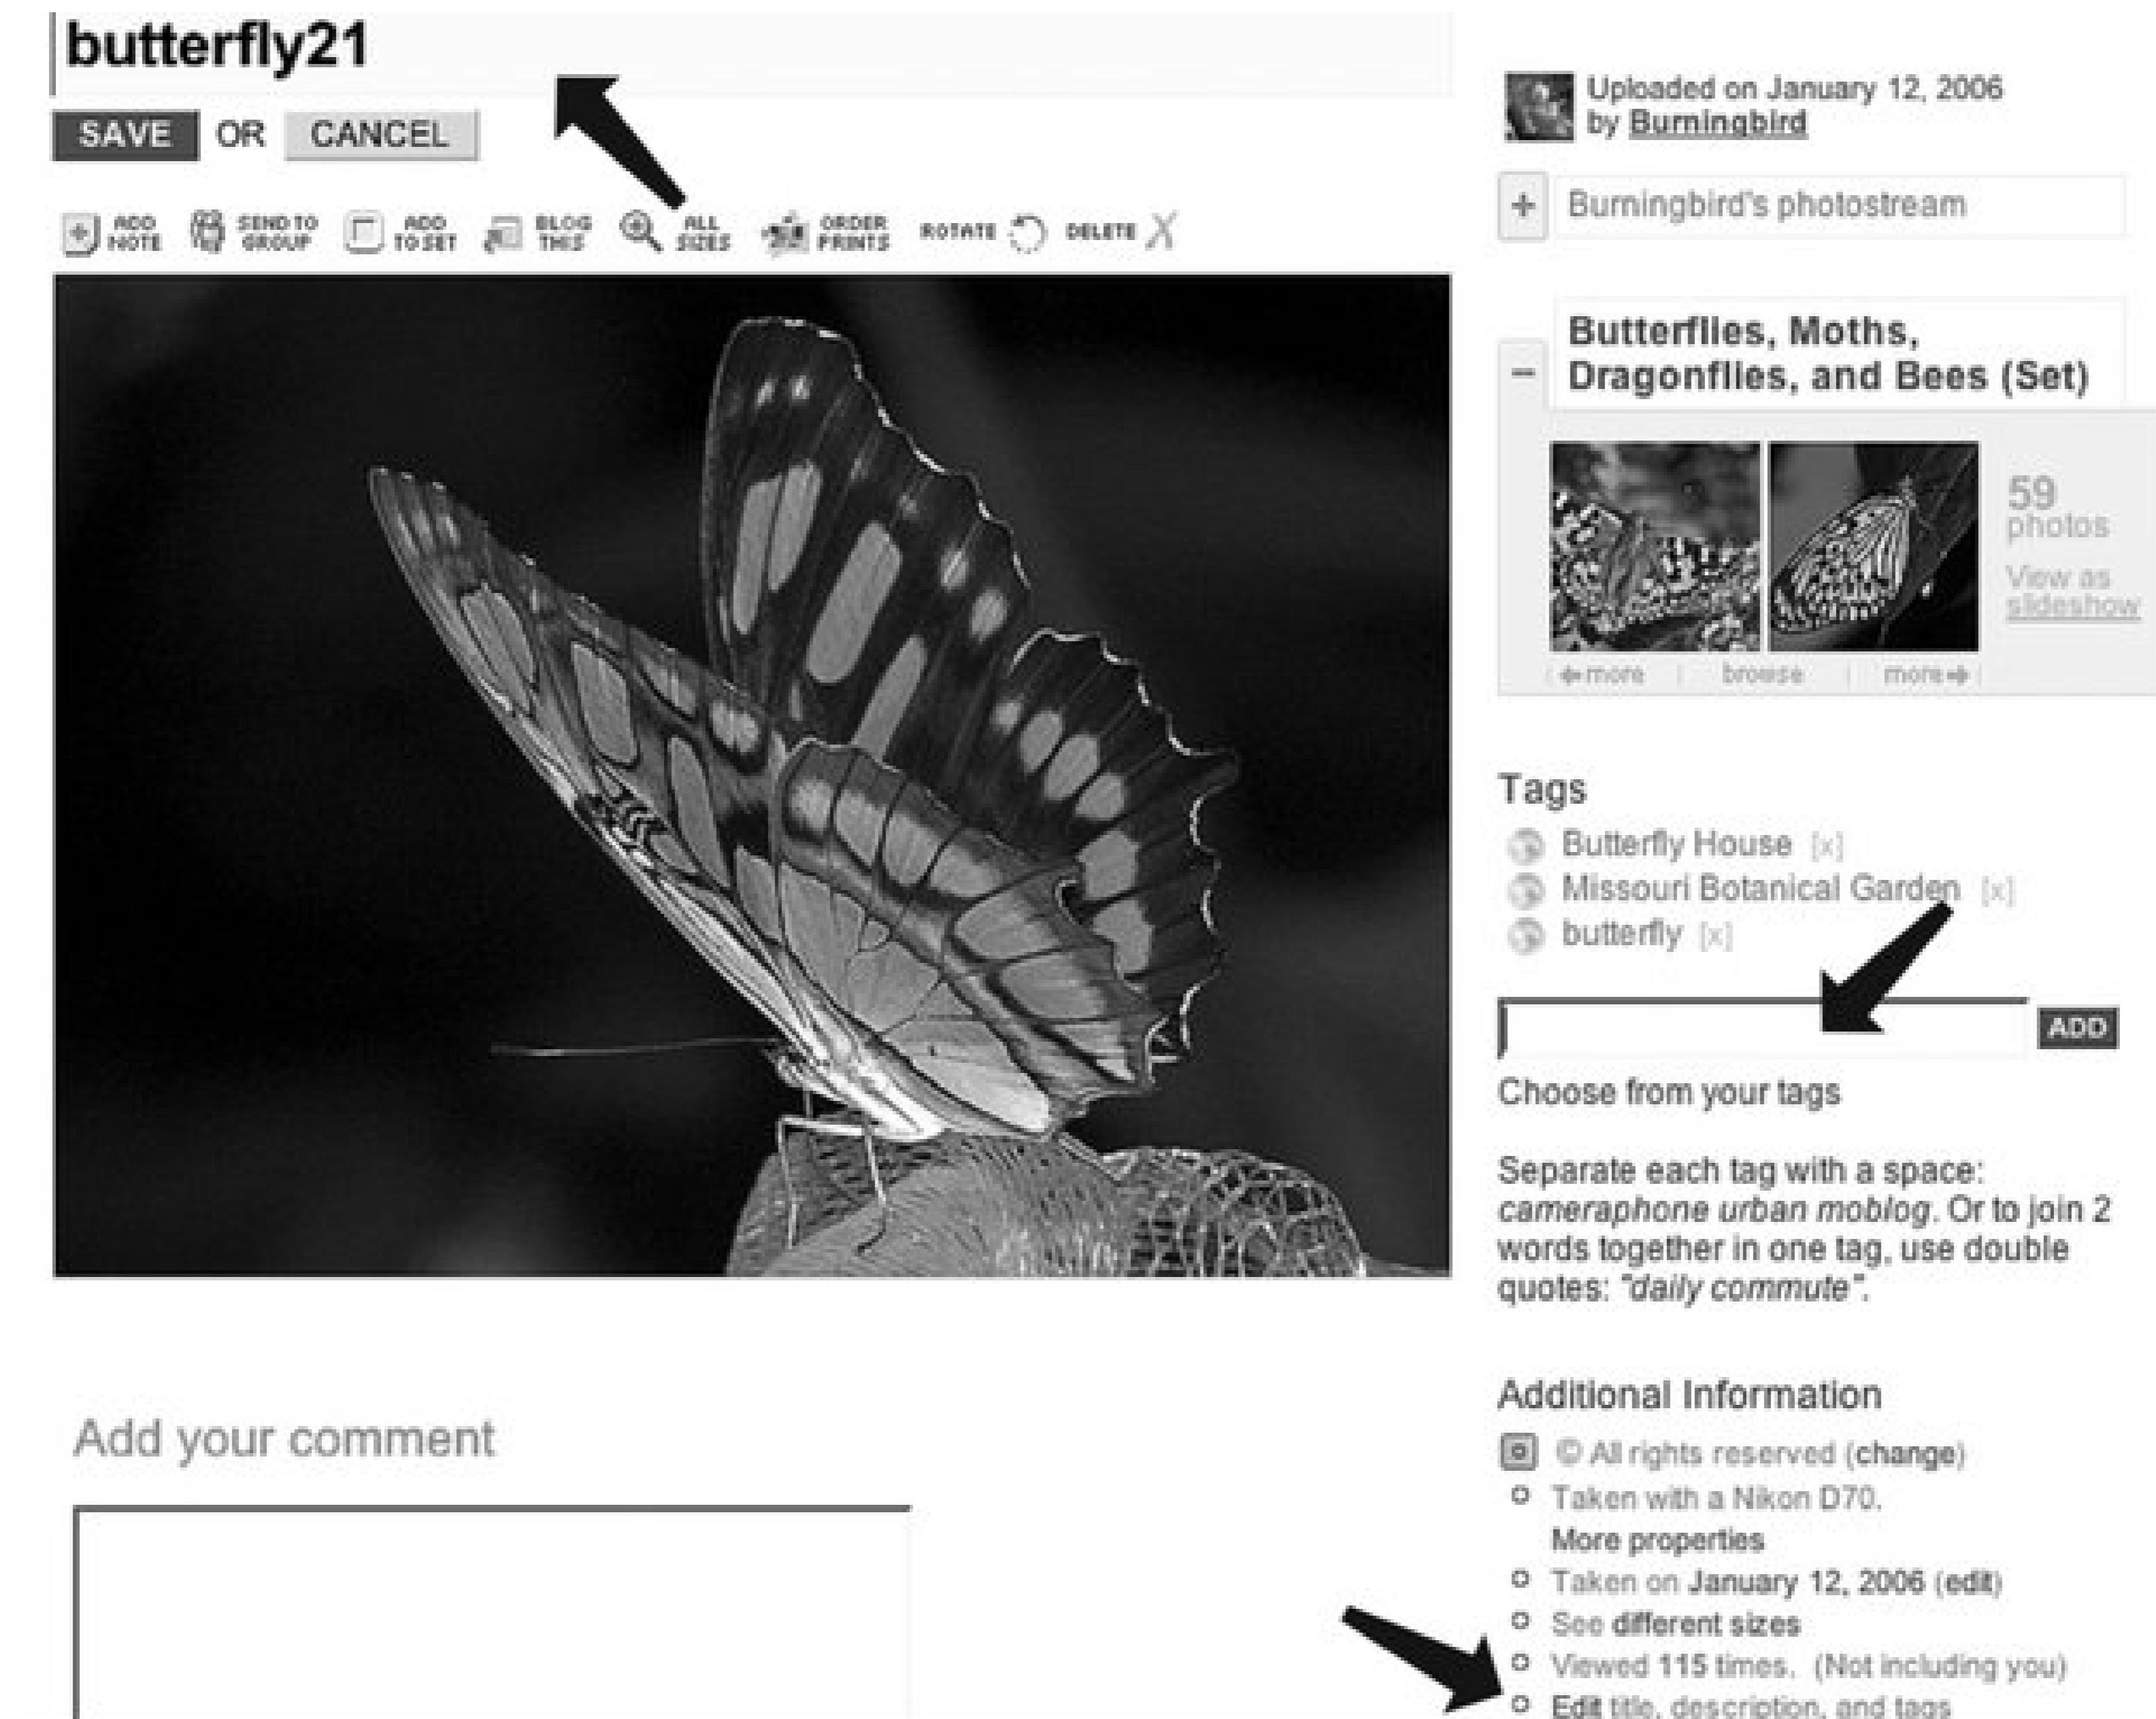 butterfly21
SAVE OR CANCEL
ADD NOTE
SEND TO GROUP
ADD TO SET
BLOG THIS
ALL SIZES
ORDER PRINTS
ROTATE
DELETE
Uploaded on January 12, 2006
by Burningbird
+ Burningbird's photostream
Butterflies, Moths,
Dragonflies, and Bees (Set)
59
photos
View as
slideshow
more browse more
Tags
Butterfly House [x]
Missouri Botanical Garden [x]
butterfly [x]
ADD
Choose from your tags
Separate each tag with a space:
cameraphone urban moblog. Or to join 2
words together in one tag, use double
quotes: "daily commute".
Additional Information
© All rights reserved (change)
Taken with a Nikon D70.
More properties
Taken on January 12, 2006 (edit)
See different sizes
Viewed 115 times. (Not including you)
Edit title, description, and tags
Add your comment